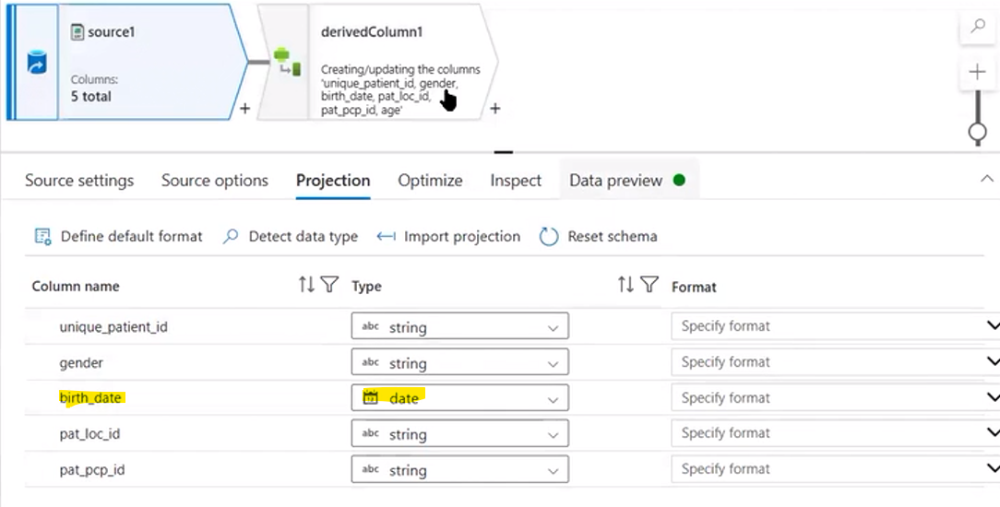 source1
Columns:
5 total
+
derivedColumn1
Creating/updating the columns
'unique_patient_id, gender,
birth_date, pat_loc_id,
pat_pcp_id, age'
+
Source settings Source options Projection Optimize Inspect Data preview
Define default format Detect data type Import projection Reset schema
Column name Type Format
unique_patient_id abc string Specify format
gender abc string Specify format
birth_date date Specify format
pat_loc_id abc string Specify format
pat_pcp_id abc string Specify format